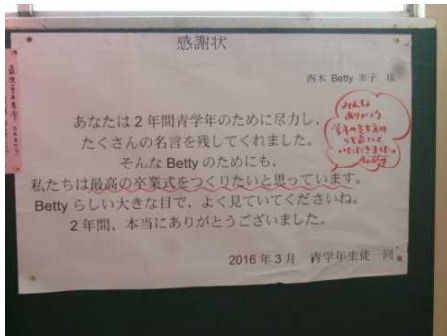 感謝状
西木 Betty 幸子 様
あなたは2年間青学年のために尽力し、
たくさんの名言を残してくれました。
そんな Betty のためにも、
私たちは最高の卒業式をつくりたいと思っています。
Betty らしい大きな目で、よく見ていてくださいね。
2年間、本当にありがとうございました。
2016年3月 青学年生徒一同
みんな
ありがとう